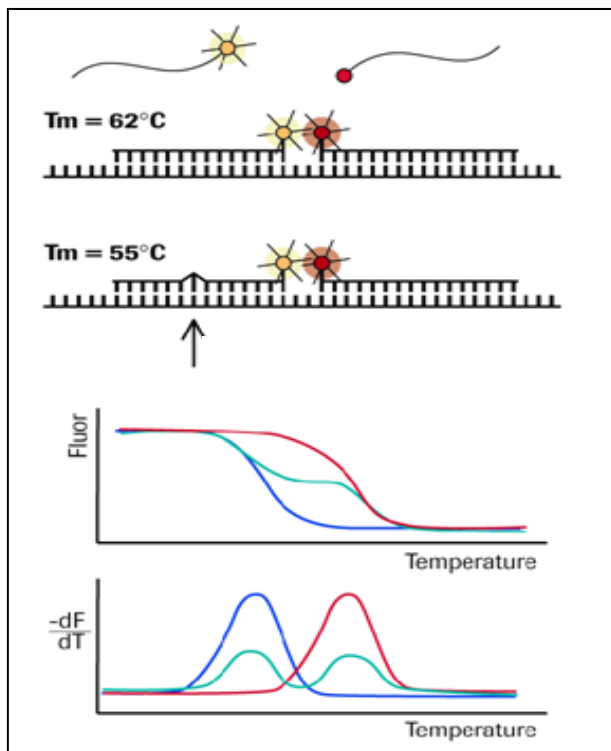 Tm = 62°C
Tm = 55°C
Fluor
Temperature
-dF
dT
Temperature